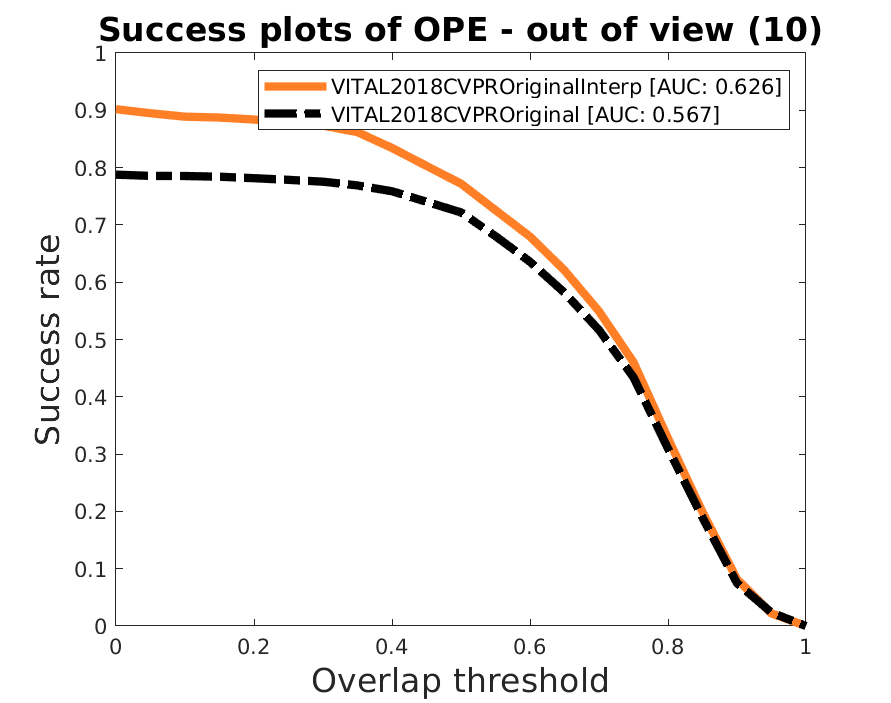 Success plots of OPE - out of view (10)
VITAL2018CVPROriginalInterp [AUC: 0.626]
VITAL2018CVPROriginal [AUC: 0.567]
1
0.9
0.8
0.7
0.6
0.5
0.4
0.3
0.2
0.1
0
Success rate
0 0.2 0.4 0.6 0.8 1
Overlap threshold